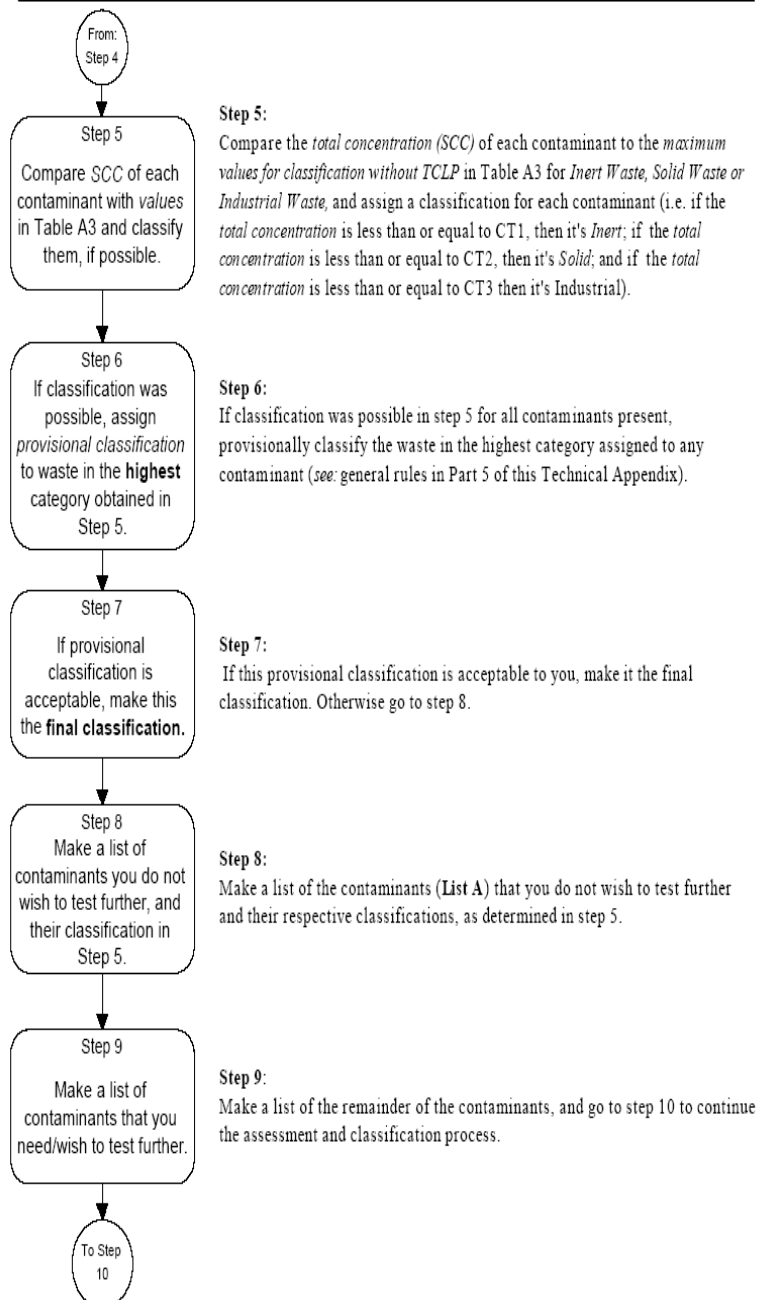 From:
Step 4
Step 5
Compare SCC of each
contaminant with values
in Table A3 and classify
them, if possible.
Step 5:
Compare the total concentration (SCC) of each contaminant to the maximum
values for classification without TCLP in Table A3 for Inert Waste, Solid Waste or
Industrial Waste, and assign a classification for each contaminant (i.e. if the
total concentration is less than or equal to CT1, then it's Inert; if the total
concentration is less than or equal to CT2, then it's Solid; and if the total
concentration is less than or equal to CT3 then it's Industrial).
Step 6
If classification was
possible, assign
provisional classification
to waste in the highest
category obtained in
Step 5.
Step 6:
If classification was possible in step 5 for all contaminants present,
provisionally classify the waste in the highest category assigned to any
contaminant (see: general rules in Part 5 of this Technical Appendix).
Step 7
If provisional
classification is
acceptable, make this
the final classification.
Step 7:
If this provisional classification is acceptable to you, make it the final
classification. Otherwise go to step 8.
Step 8
Make a list of
contaminants you do not
wish to test further, and
their classification in
Step 5.
Step 8:
Make a list of the contaminants (List A) that you do not wish to test further
and their respective classifications, as determined in step 5.
Step 9
Make a list of
contaminants that you
need/wish to test further.
Step 9:
Make a list of the remainder of the contaminants, and go to step 10 to continue
the assessment and classification process.
To Step
10